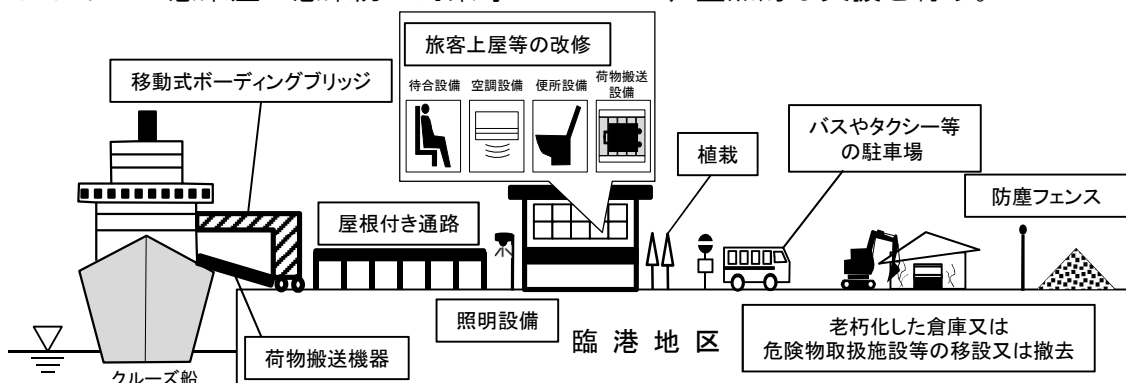 旅客上屋等の改修
移動式ボーディングブリッジ
待合設備
空調設備
便所設備
荷物搬送
設備
バスやタクシー等
の駐車場
植栽
防塵フェンス
屋根付き通路
照明設備
臨港地区
老朽化した倉庫又は
危険物取扱施設等の移設又は撤去
荷物搬送機器
クルーズ船